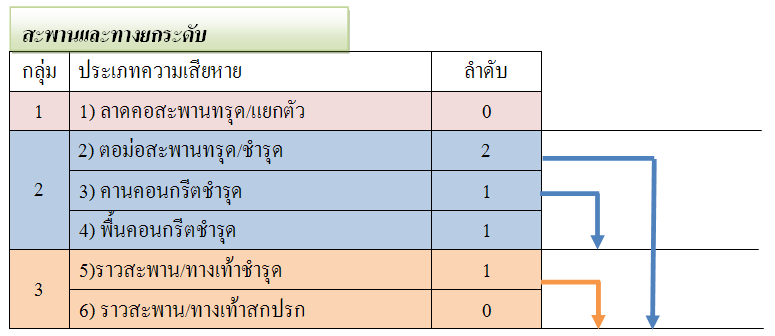 สะพานและทางยกระดับ
กลุ่ม ประเภทความเสียหาย ลำดับ
1 1) ลาดคอสะพานทรุด/แยกตัว 0
2) ตอม่อสะพานทรุด/ชำรุด 2
2 3) คานคอนกรีตชำรุด 1
4) พื้นคอนกรีตชำรุด 1
5)ราวสะพาน/ทางเท้าชำรุด 1
3
6) ราวสะพาน/ทางเท้าสกปรก 0